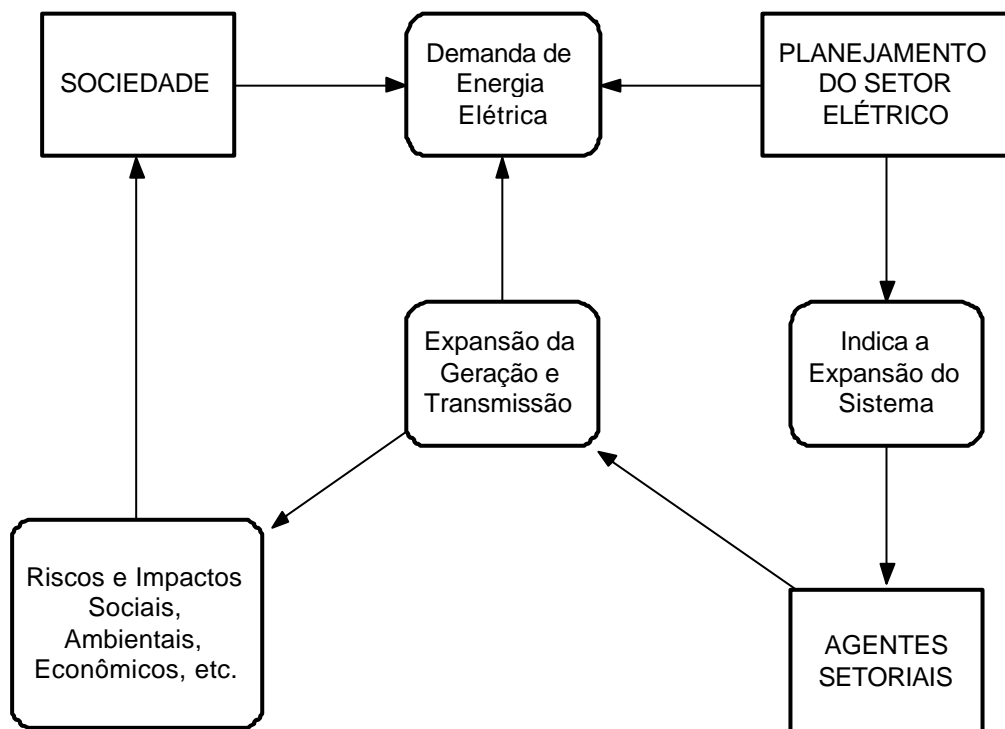 SOCIEDADE
Demanda de
Energia
Elétrica
PLANEJAMENTO
DO SETOR
ELÉTRICO
Expansão da
Geração e
Transmissão
Indica a
Expansão do
Sistema
Riscos e Impactos
Sociais,
Ambientais,
Econômicos, etc.
AGENTES
SETORIAIS